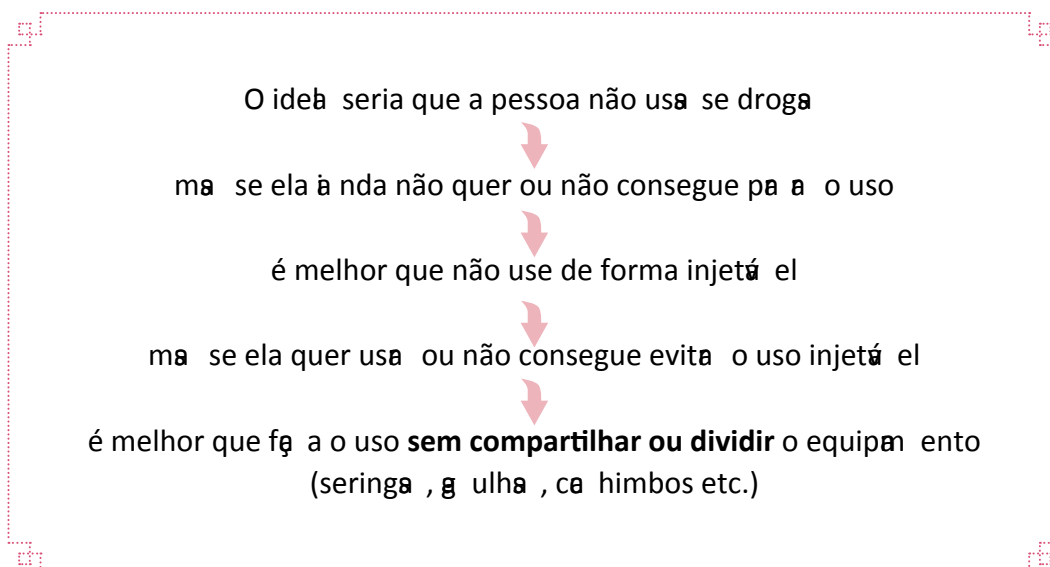 O ideal seria que a pessoa não usasse drogas
mas se ela ainda não quer ou não consegue parar o uso
é melhor que não use de forma injetável
mas se ela quer usar ou não consegue evitar o uso injetável
é melhor que faça o uso sem compartilhar ou dividir o equipamento
(seringas, agulhas, cachimbos etc.)